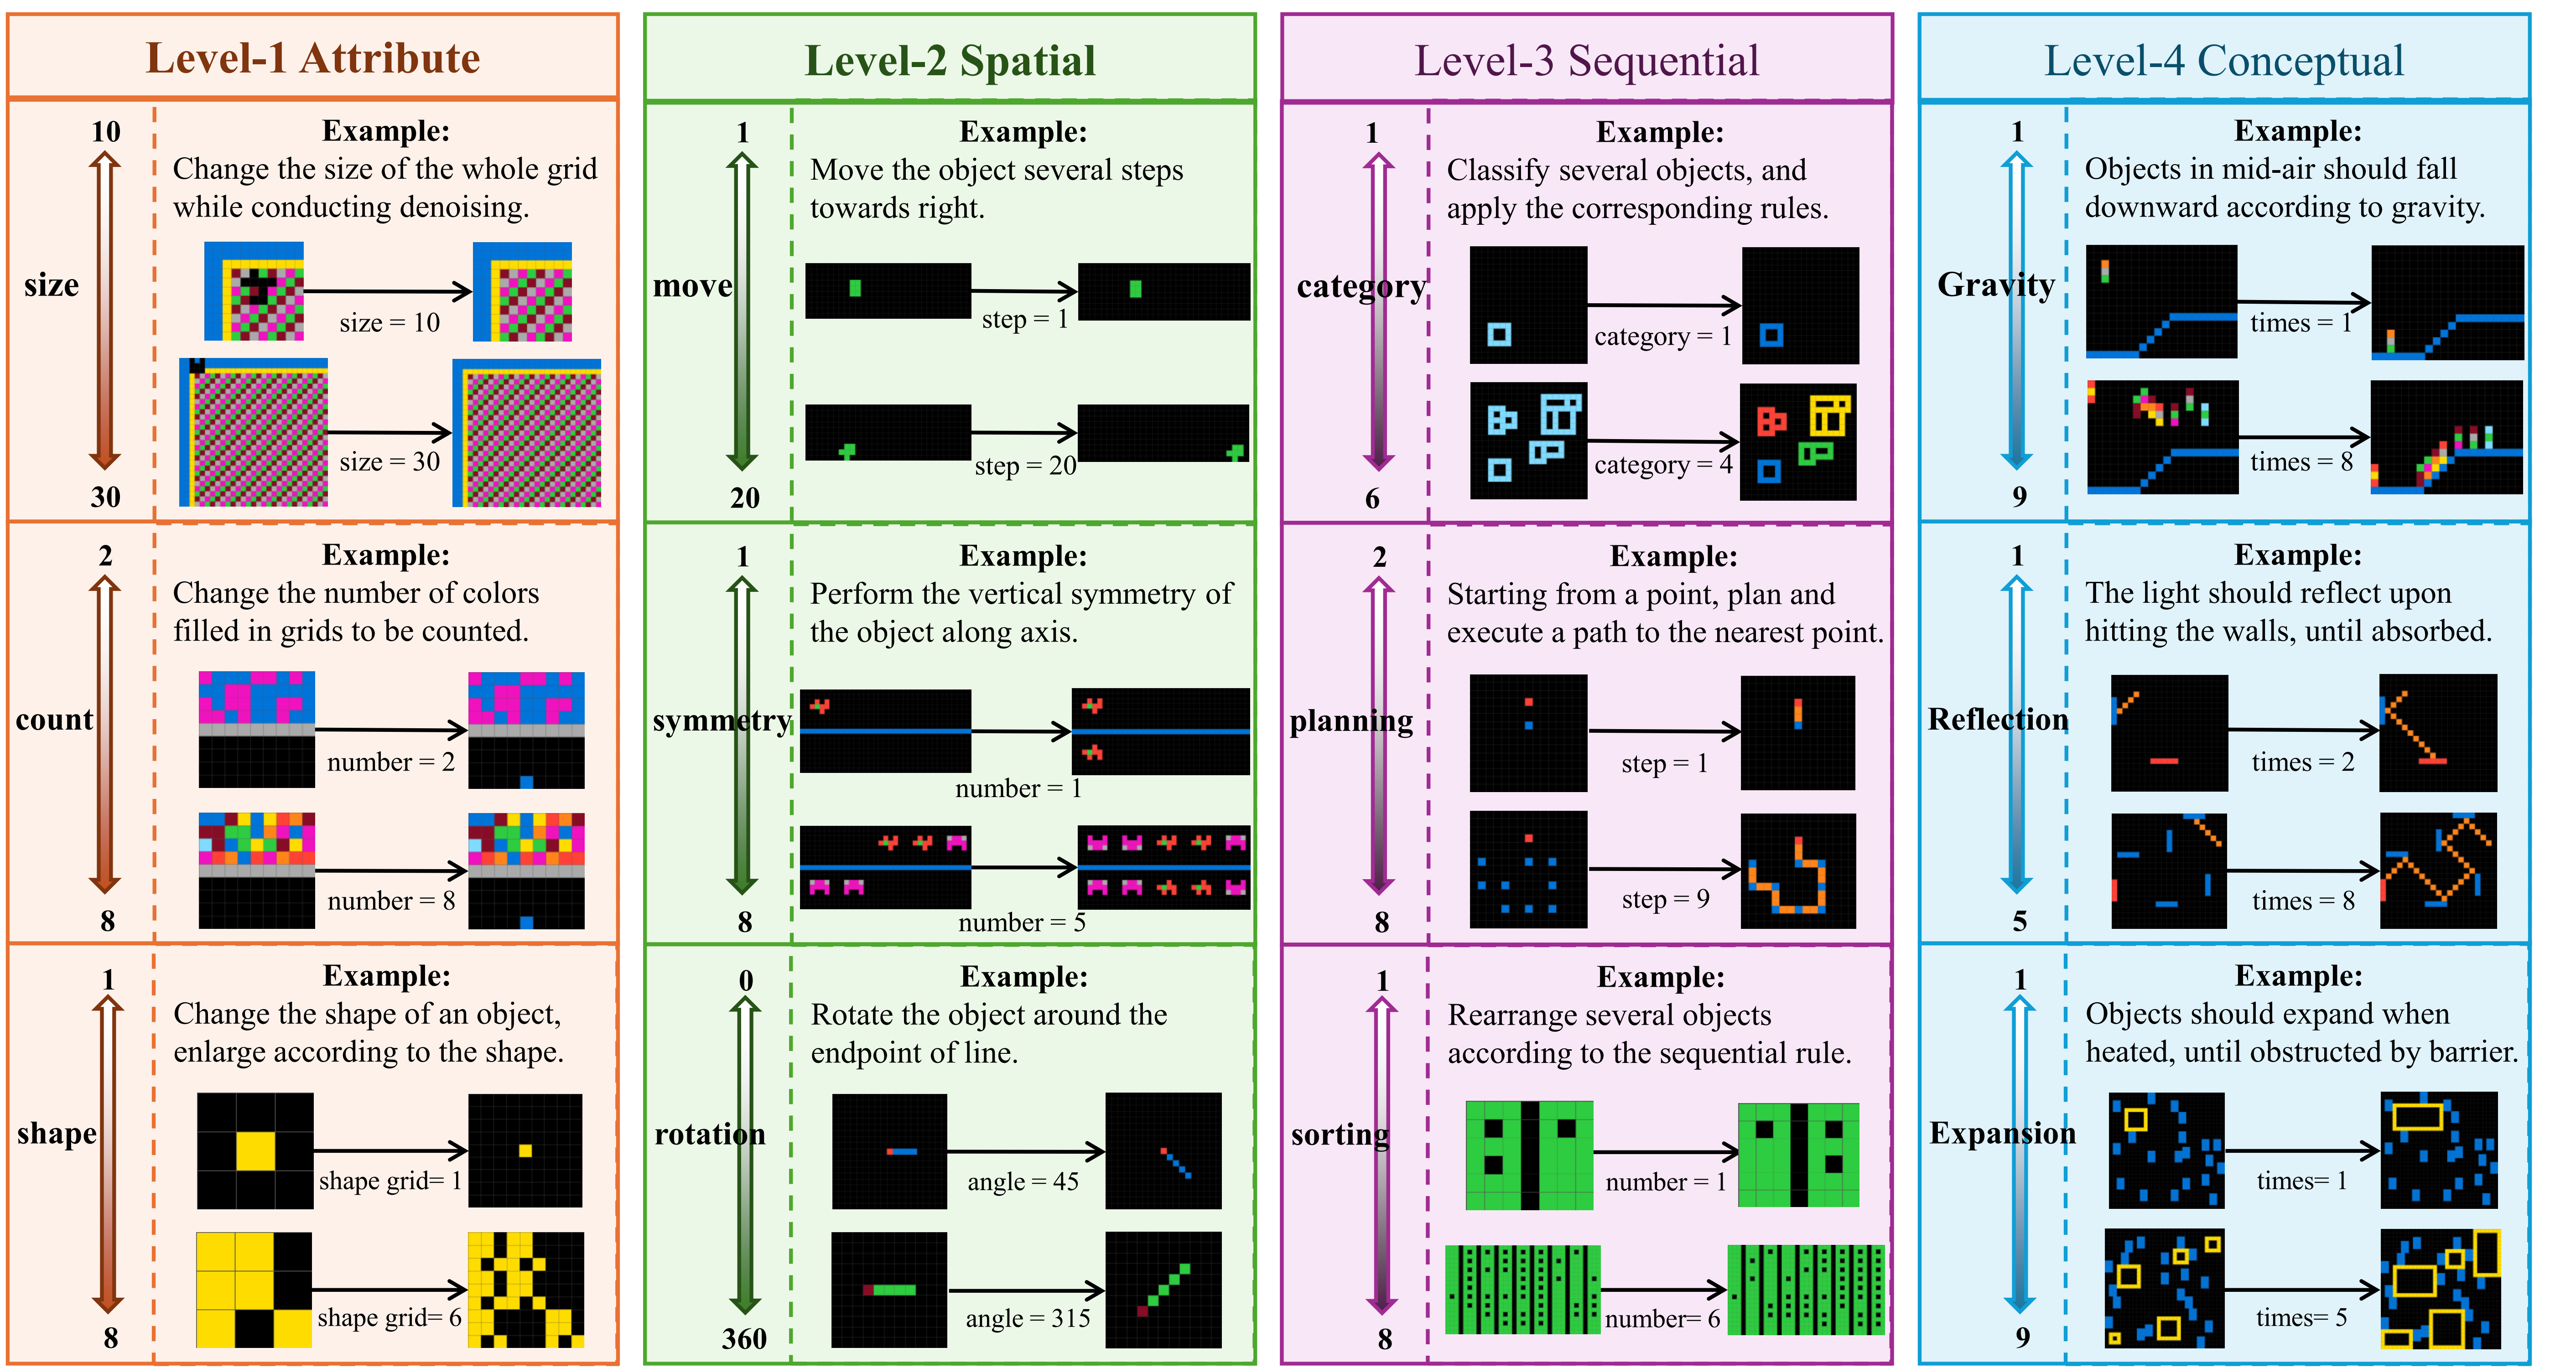 Level-1 Attribute
10
size
30
Example:
Change the size of the whole grid
while conducting denoising.
size = 10
size = 30
2
count
8
Example:
Change the number of colors
filled in grids to be counted.
number = 2
number = 8
1
shape
8
Example:
Change the shape of an object,
enlarge according to the shape.
shape grid= 1
shape grid= 6
Level-2 Spatial
1
move
20
Example:
Move the object several steps
towards right.
step = 1
step = 20
1
symmetry
8
Example:
Perform the vertical symmetry of
the object along axis.
number = 1
number = 5
0
rotation
360
Example:
Rotate the object around the
endpoint of line.
angle = 45
angle = 315
Level-3 Sequential
1
category
6
Example:
Classify several objects, and
apply the corresponding rules.
category = 1
category = 4
2
planning
8
Example:
Starting from a point, plan and
execute a path to the nearest point.
step = 1
step = 9
1
sorting
8
Example:
Rearrange several objects
according to the sequential rule.
number = 1
number= 6
Level-4 Conceptual
1
Gravity
9
Example:
Objects in mid-air should fall
downward according to gravity.
times = 1
times = 8
1
Reflection
5
Example:
The light should reflect upon
hitting the walls, until absorbed.
times = 2
times = 8
1
Expansion
9
Example:
Objects should expand when
heated, until obstructed by barrier.
times= 1
times= 5